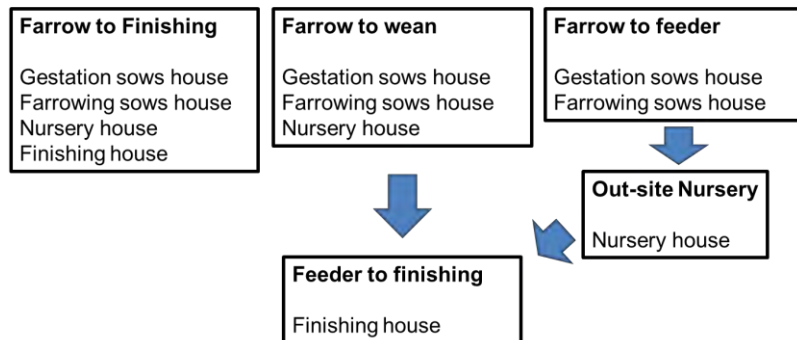 Farrow to Finishing
Gestation sows house
Farrowing sows house
Nursery house
Finishing house
Farrow to wean
Gestation sows house
Farrowing sows house
Nursery house
Farrow to feeder
Gestation sows house
Farrowing sows house
Out-site Nursery
Nursery house
Feeder to finishing
Finishing house